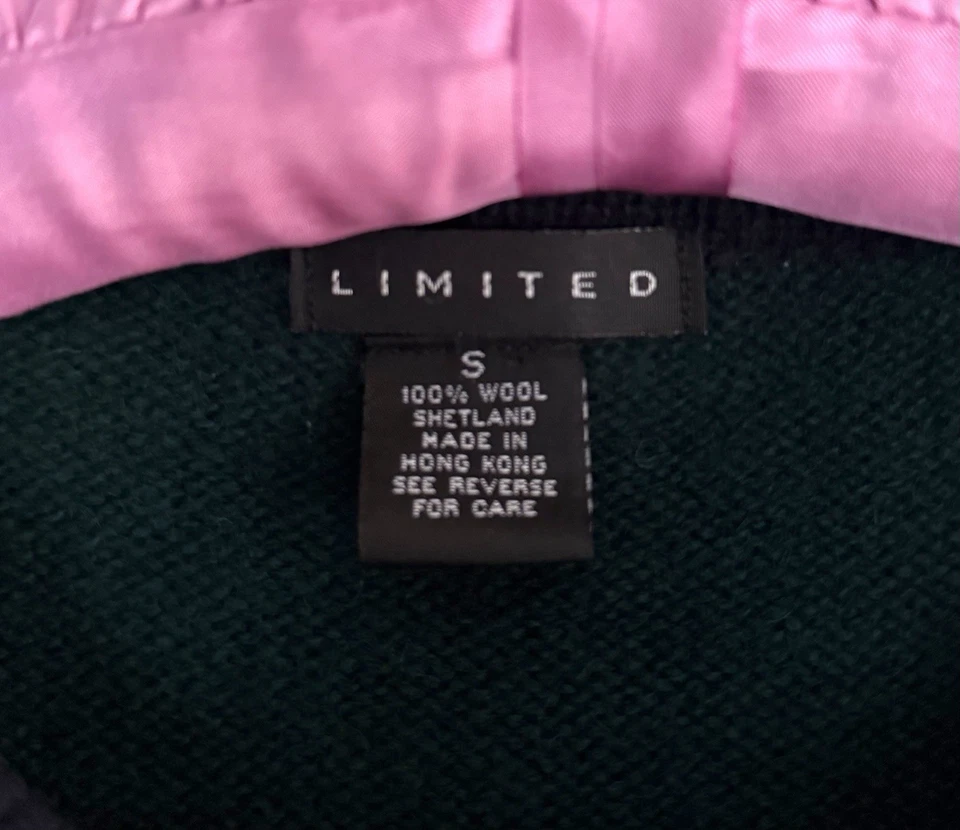 LIMITED
S
100% WOOL
SHETLAND
MADE IN
HONG KONG
SEE REVERSE
FOR CARE